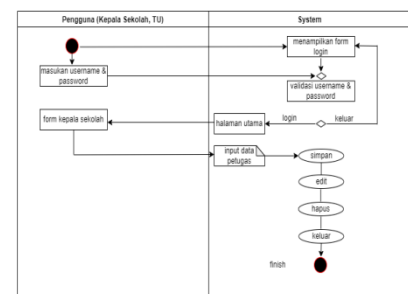 Pengguna (Kepala Sekolah, TU)
System
menampilkan form
login
masukan username &
password
validasi username &
password
form kepala sekolah
halaman utama
login
keluar
input data
petugas
simpan
edit
hapus
keluar
finish